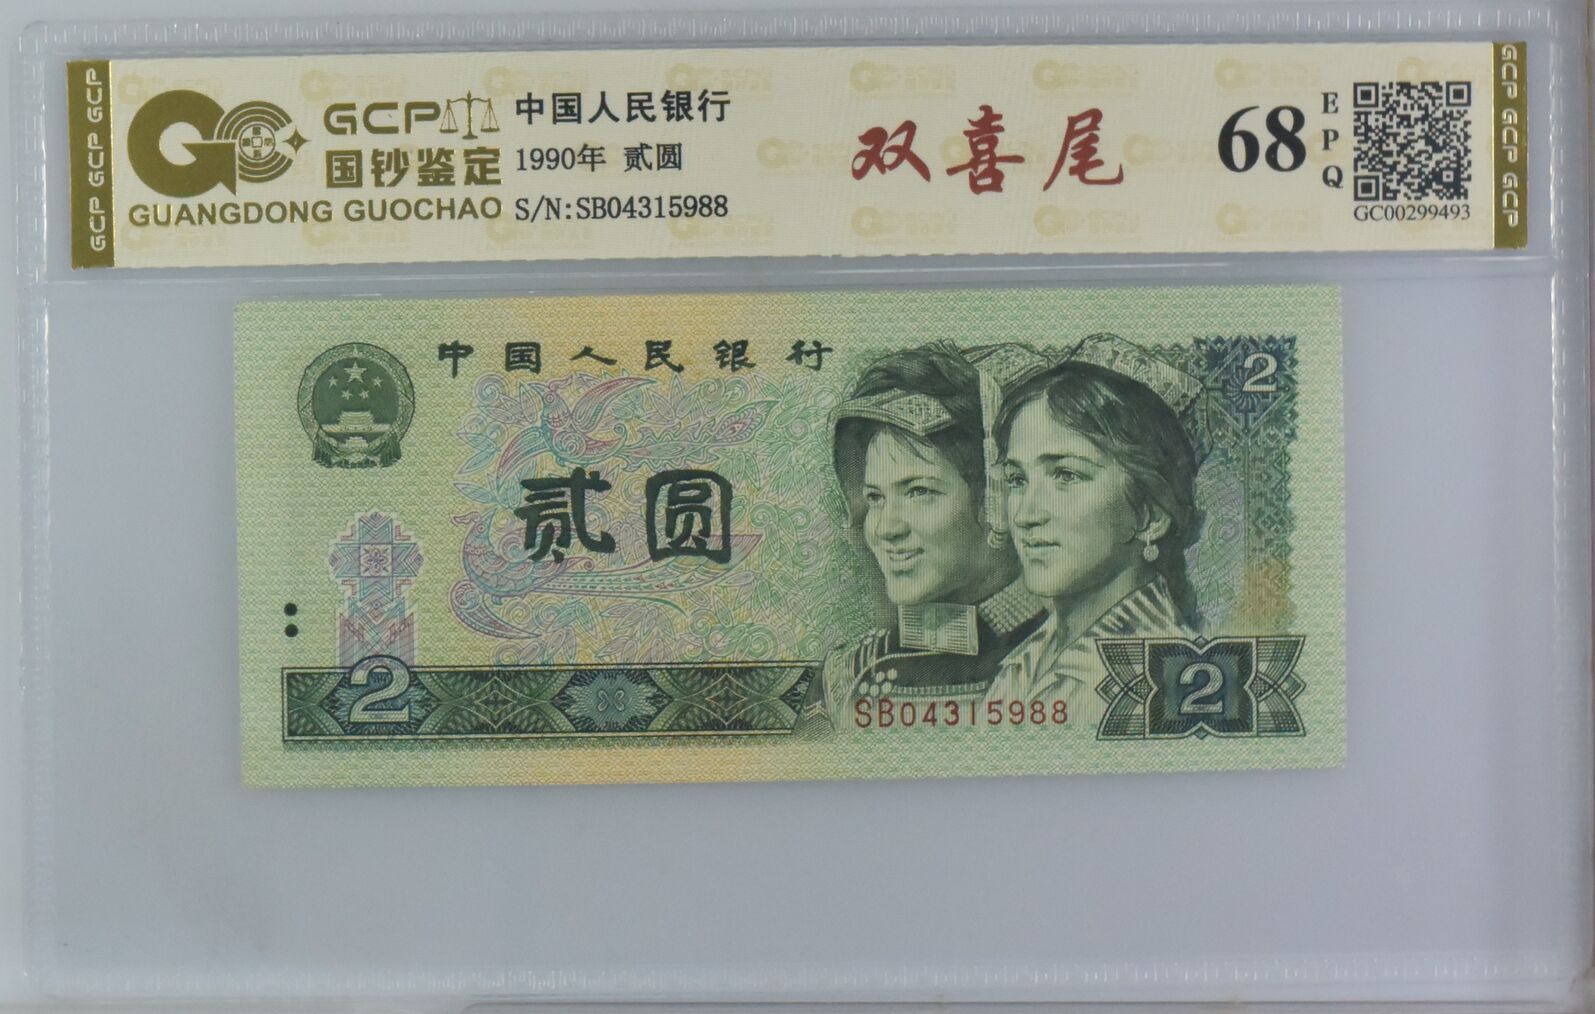 GCP GCP GCP
GCP
国钞鉴定
GUANGDONG GUOCHAO
中国人民银行
1990年 贰圆
S/N:SB04315988
双喜尾
68
EPQ
GC00299493
GCP GCP GCP
中国人民银行
2
贰圆
2
SB04315988
2